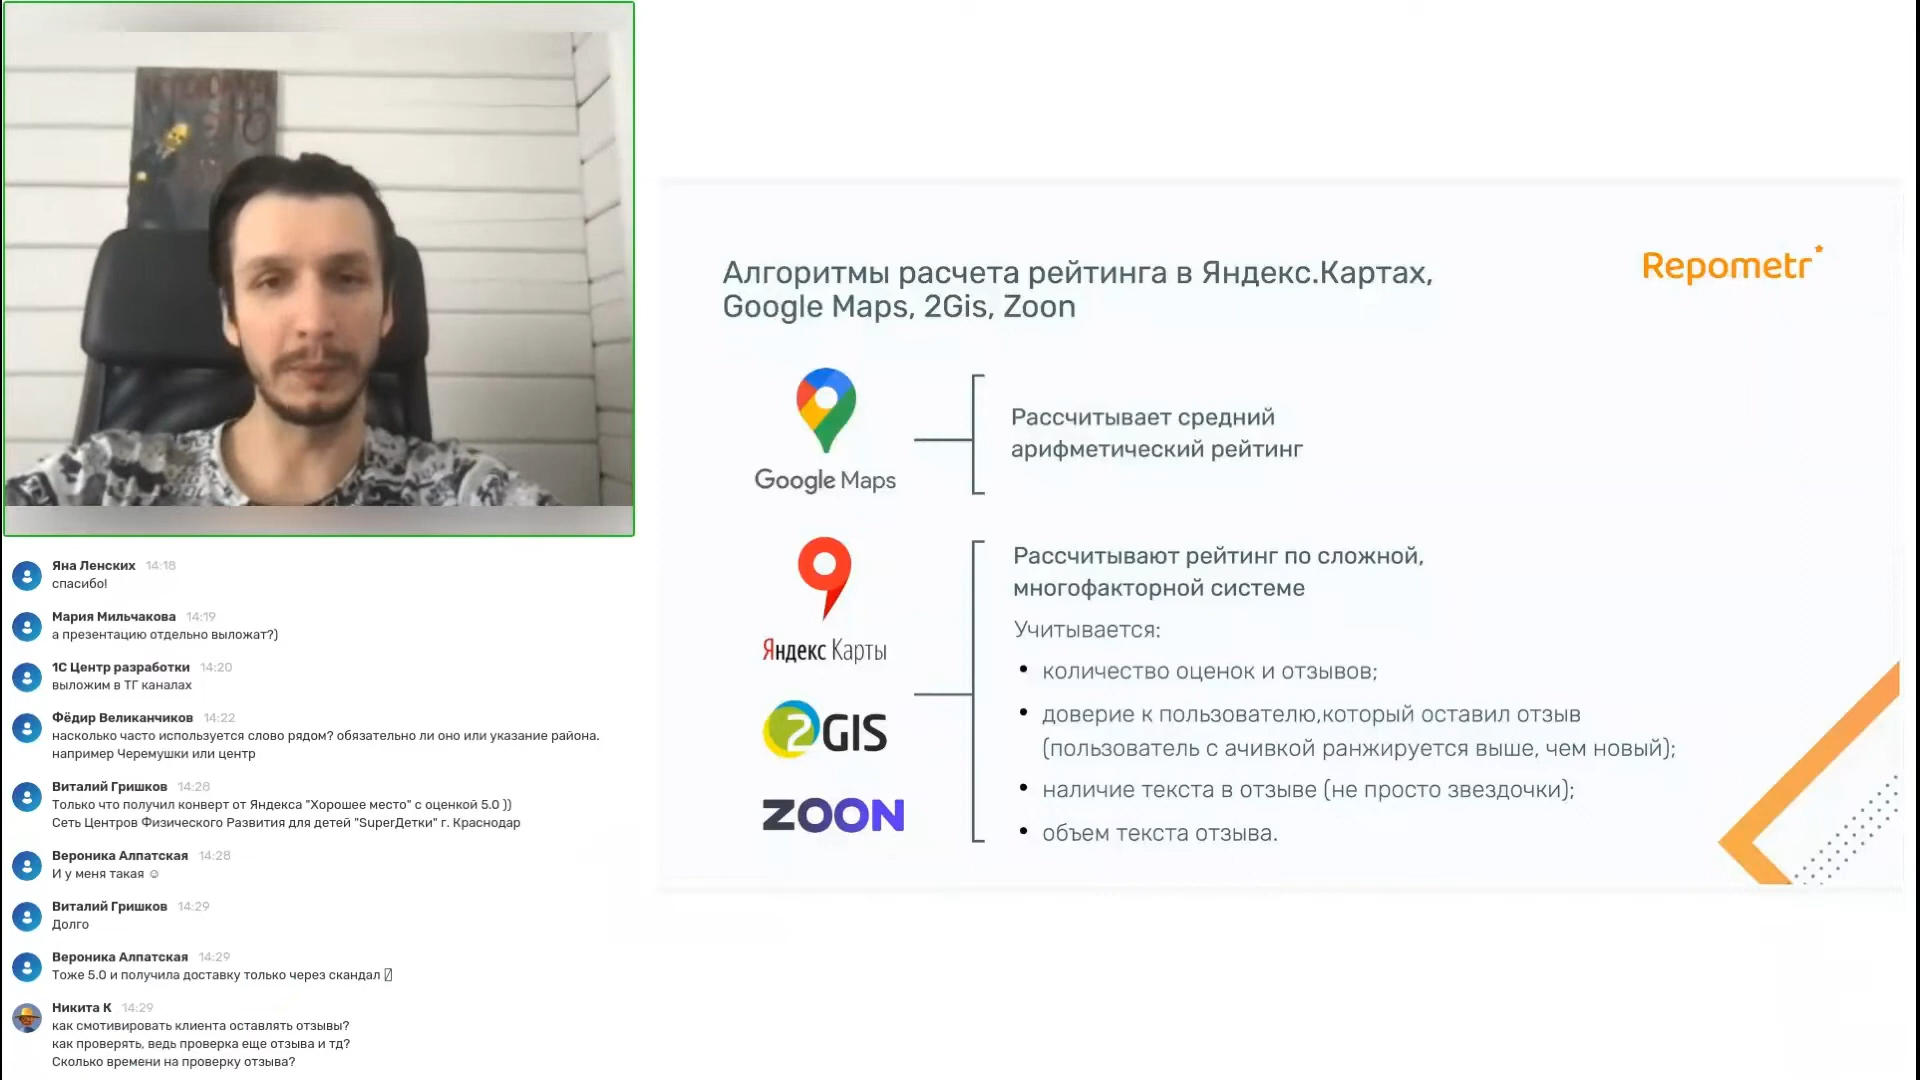 Яна Ленских 14:18
спасибо!
Мария Мильчакова 14:19
а презентацию отдельно выложат?)
1С Центр разработки 14:20
выложим в ТГ каналах
Фёдир Великанчиков 14:22
насколько часто используется слово рядом? обязательно ли оно или указание района.
например Черемушки или центр
Виталий Гришков 14:28
Только что получил конверт от Яндекса "Хорошее место" с оценкой 5.0 ))
Сеть Центров Физического Развития для детей "SuperДетки" г. Краснодар
Вероника Алпатская 14:28
И у меня такая ☺
Виталий Гришков 14:29
Долго
Вероника Алпатская 14:29
Тоже 5.0 и получила доставку только через скандал
Никита К 14:29
как смотивировать клиента оставлять отзывы?
как проверять, ведь проверка еще отзыва и тд?
Сколько времени на проверку отзыва?
Алгоритмы расчета рейтинга в Яндекс.Картах,
Google Maps, 2Gis, Zoon
Repometr
Google Maps
Рассчитывает средний
арифметический рейтинг
Яндекс Карты
2GIS
ZOON
Рассчитывают рейтинг по сложной,
многофакторной системе
Учитывается:
• количество оценок и отзывов;
• доверие к пользователю,который оставил отзыв
(пользователь с ачивкой ранжируется выше, чем новый);
• наличие текста в отзыве (не просто звездочки);
• объем текста отзыва.